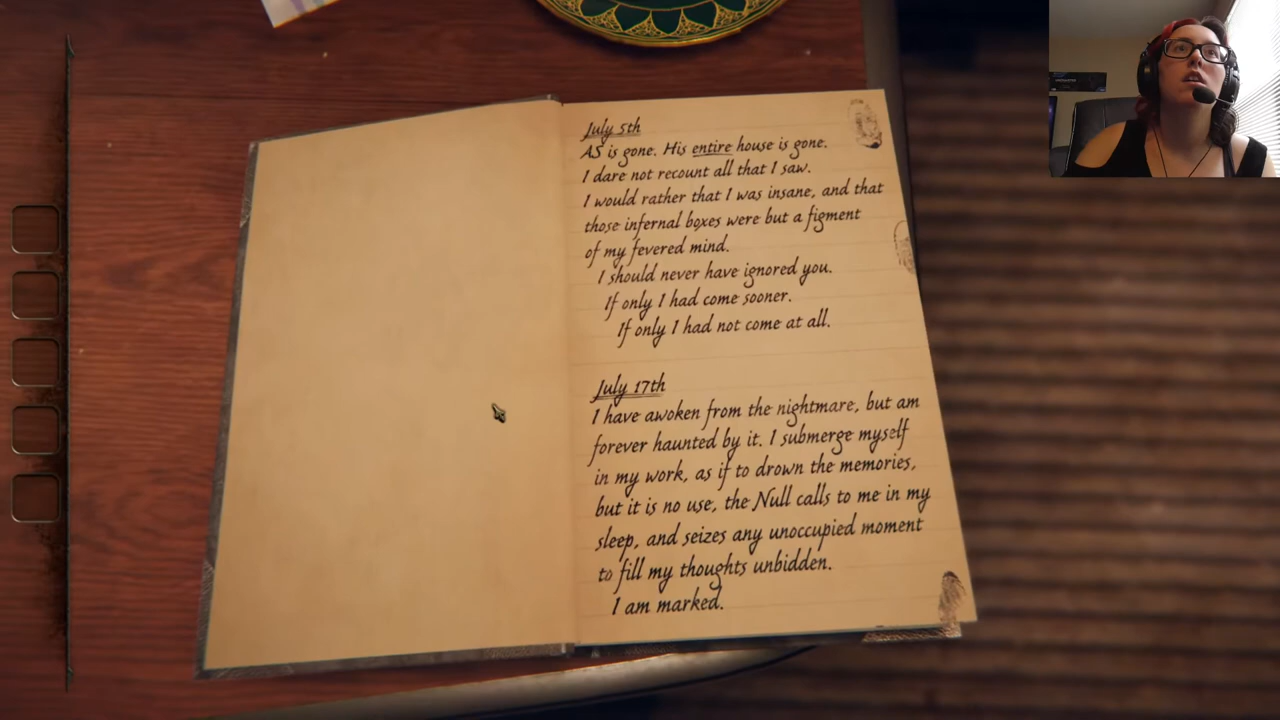 July 5th
AS is gone. His entire house is gone.
I dare not recount all that I saw.
I would rather that I was insane, and that
those infernal boxes were but a figment
of my fevered mind.
I should never have ignored you.
If only I had come sooner.
If only I had not come at all.
July 17th
I have awoken from the nightmare, but am
forever haunted by it. I submerge myself
in my work, as if to drown the memories,
but it is no use, the Null calls to me in my
sleep, and seizes any unoccupied moment
to fill my thoughts unbidden.
I am marked.